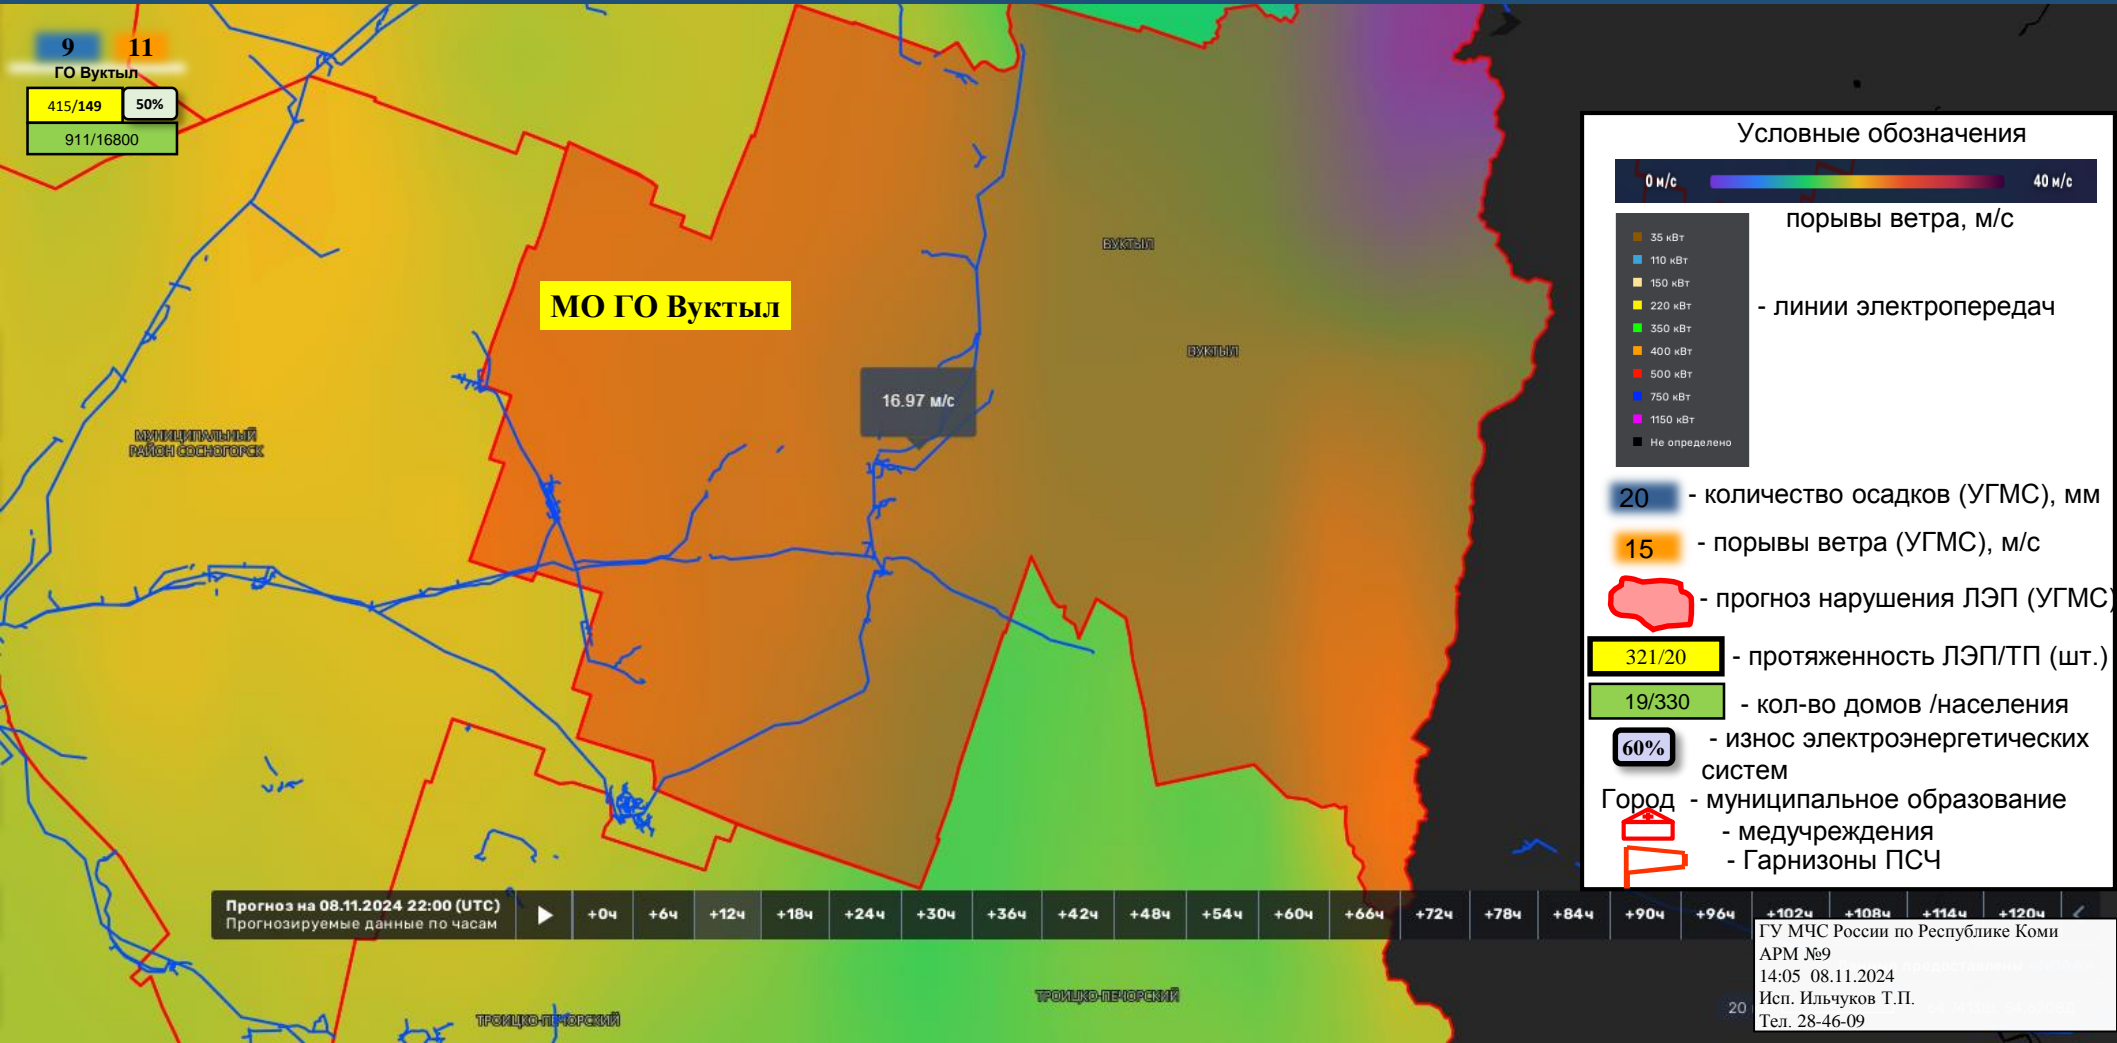 9 11
ГО Вуктыл
415/149 50%
911/16800
МО ГО Вуктыл
ВУКТЫЛ
ВУКТЫЛ
16.97 м/с
МУНИЦИПАЛЬНЫЙ
РАЙОН СОСНОГОРСК
ТРОИЦКО-ПЕЧОРСКИЙ
ТРОИЦКО-ПЕЧОРСКИЙ
Условные обозначения
0 м/с 40 м/с
порывы ветра, м/с
35 кВт
110 кВт
150 кВт
220 кВт
350 кВт
400 кВт
500 кВт
750 кВт
1150 кВт
Не определено
- линии электропередач
20 - количество осадков (УГМС), мм
15 - порывы ветра (УГМС), м/с
- прогноз нарушения ЛЭП (УГМС)
321/20 - протяженность ЛЭП/ТП (шт.)
19/330 - кол-во домов /населения
60% - износ электроэнергетических
систем
Город - муниципальное образование
- медучреждения
- Гарнизоны ПСЧ
Прогноз на 08.11.2024 22:00 (UTC)
Прогнозируемые данные по часам
+0ч +6ч +12ч +18ч +24ч +30ч +36ч +42ч +48ч +54ч +60ч +66ч +72ч +78ч +84ч +90ч +96ч +102ч +108ч +114ч +120ч
ГУ МЧС России по Республике Коми
АРМ №9
14:05 08.11.2024
Исп. Ильчуков Т.П.
Тел. 28-46-09
20